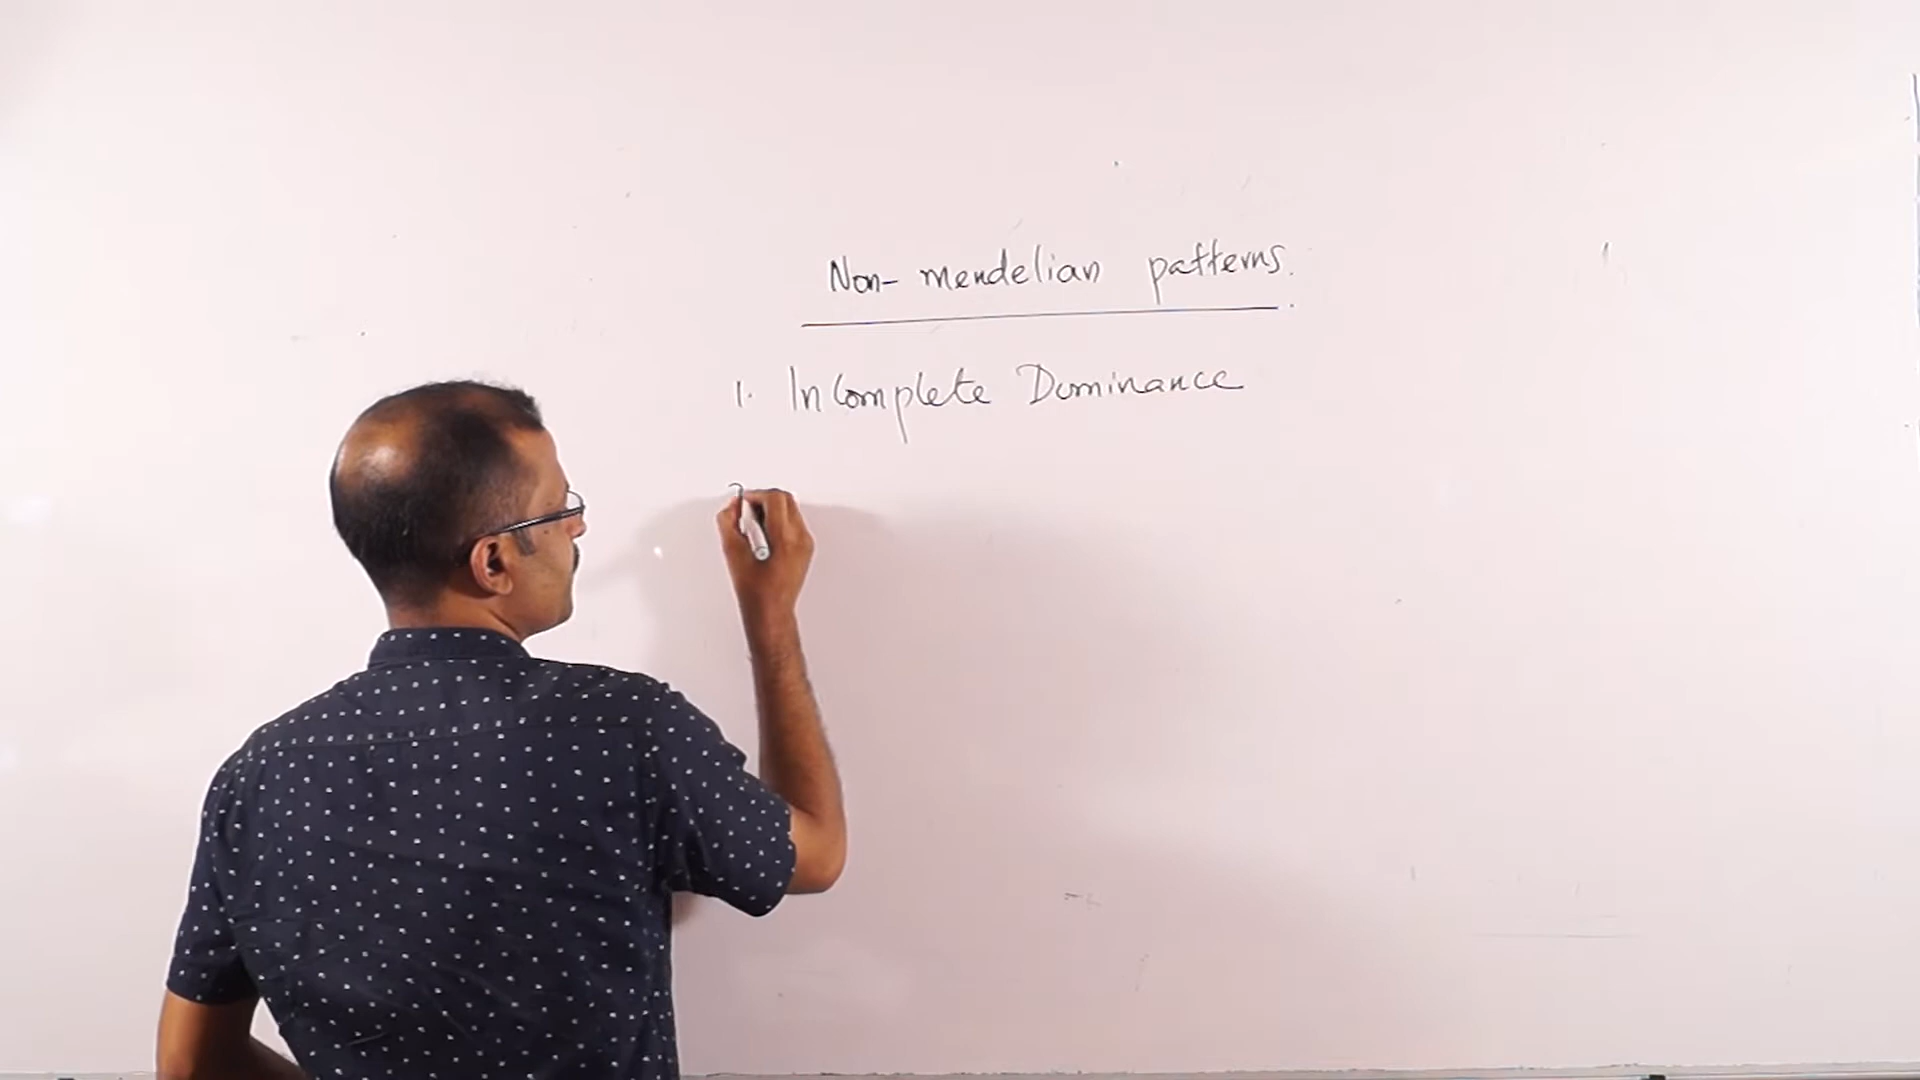 Non- mendelian patterns.
1. Incomplete Dominance